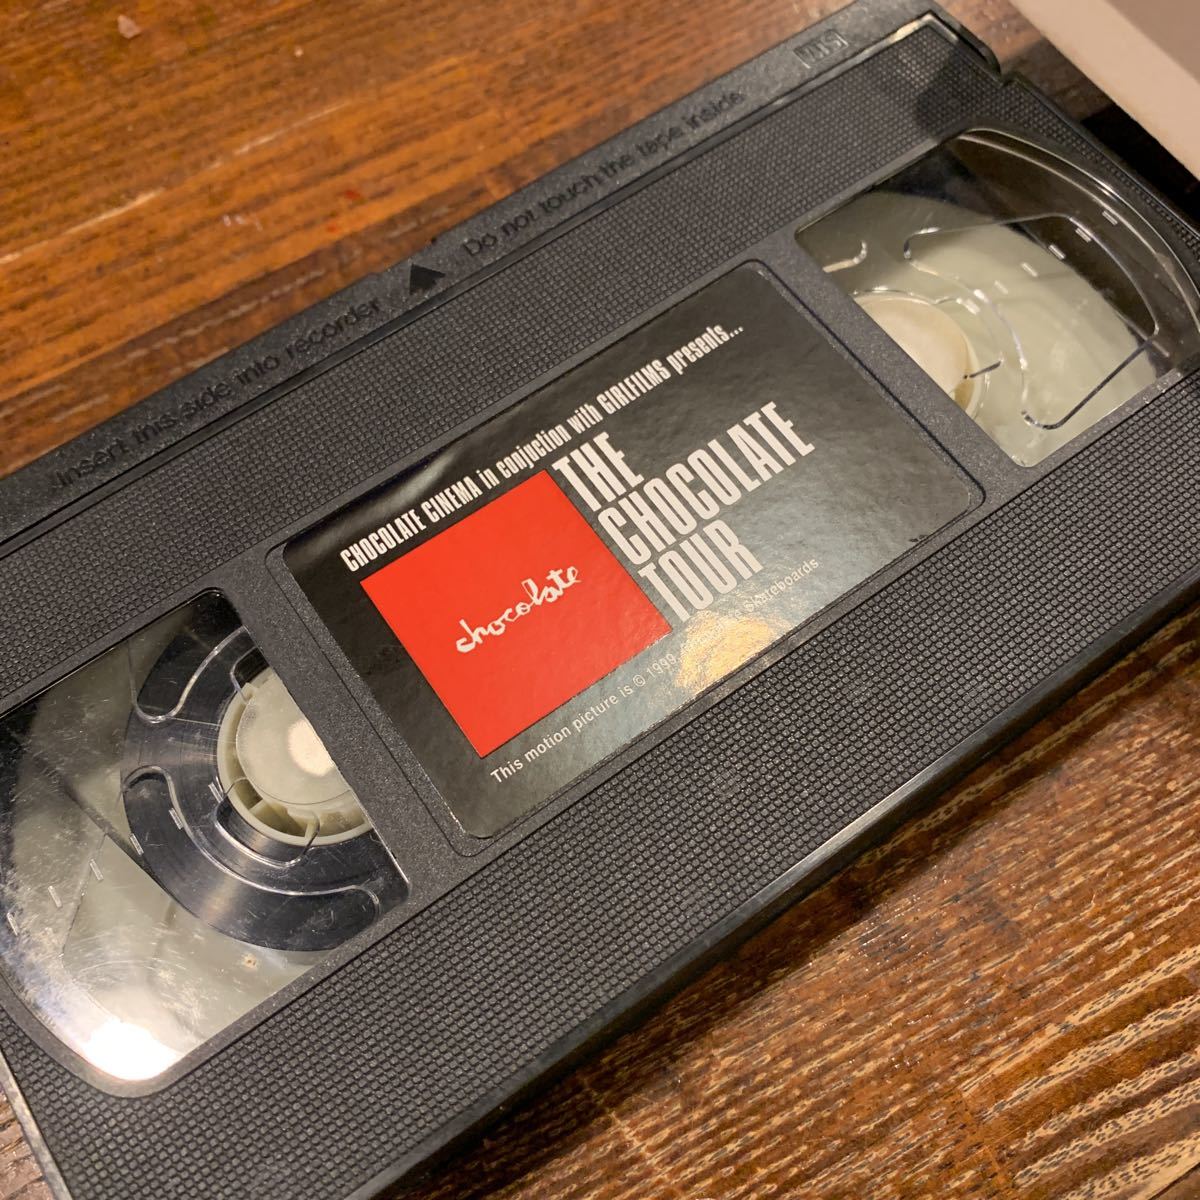 VHS
Insert this side into recorder ▲ Do not touch the tape inside
CHOCOLATE CINEMA in conjuction with GIRLFILMS presents...
THE
CHOCOLATE
TOUR
chocolate
This motion picture is © 1999, Skateboards